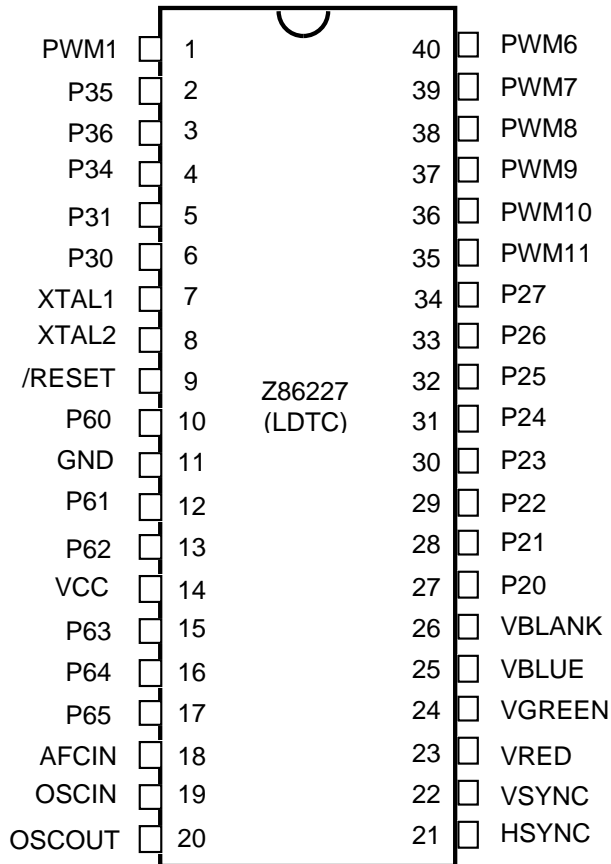 PWM1 1 40 PWM6
P35 2 39 PWM7
P36 3 38 PWM8
P34 4 37 PWM9
P31 5 36 PWM10
P30 6 35 PWM11
XTAL1 7 34 P27
XTAL2 8 33 P26
/RESET 9 32 P25
Z86227
P60 10 (LDTC) 31 P24
GND 11 30 P23
P61 12 29 P22
P62 13 28 P21
VCC 14 27 P20
P63 15 26 VBLANK
P64 16 25 VBLUE
P65 17 24 VGREEN
AFCIN 18 23 VRED
OSCIN 19 22 VSYNC
OSCOUT 20 21 HSYNC